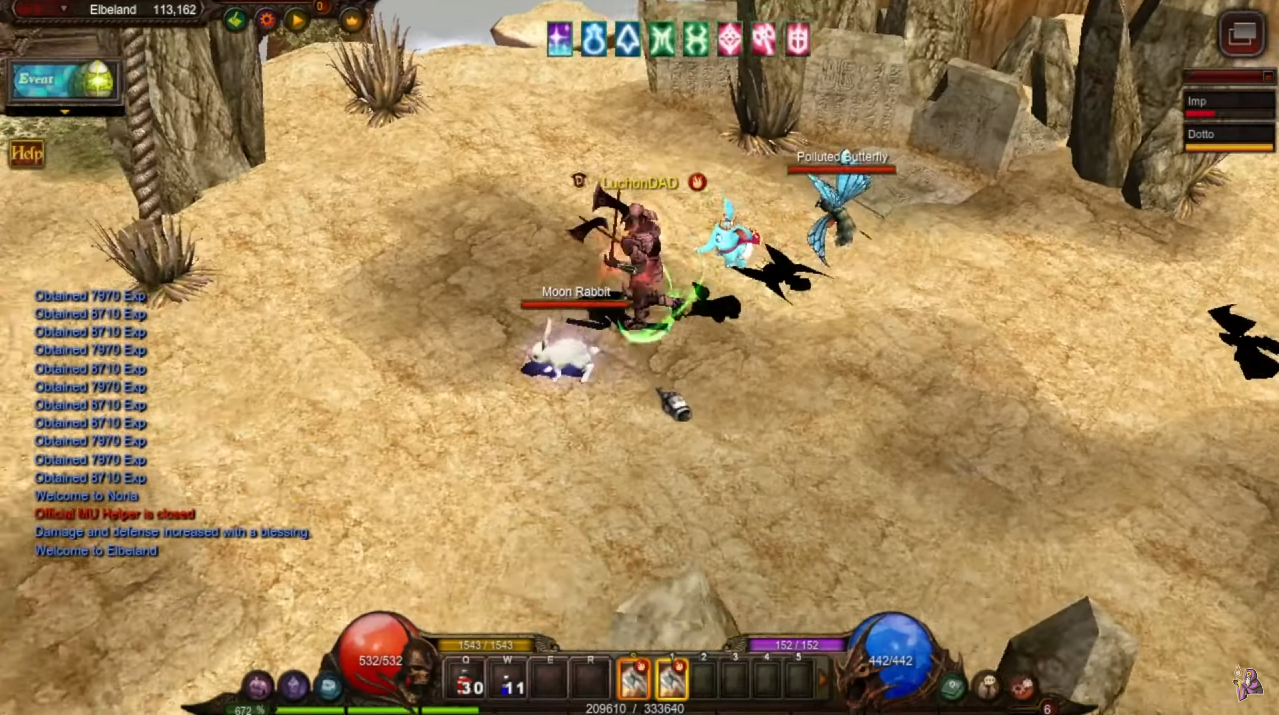 Elbeland 113,162
0
Event
Help
Imp
Dotto
Polluted Butterfly
LuchonDAD
Moon Rabbit
Obtained 7970 Exp
Obtained 8710 Exp
Obtained 8710 Exp
Obtained 7970 Exp
Obtained 8710 Exp
Obtained 7970 Exp
Obtained 8710 Exp
Obtained 8710 Exp
Obtained 7970 Exp
Obtained 7970 Exp
Obtained 8710 Exp
Welcome to Noria
Official MU Helper is closed
Damage and defense increased with a blessing.
Welcome to Elbeland
532/532
1543 / 1543
152 / 152
442/442
Q W E R S 1 2 3 4 5
30 11
672 %
209610 / 333640
6